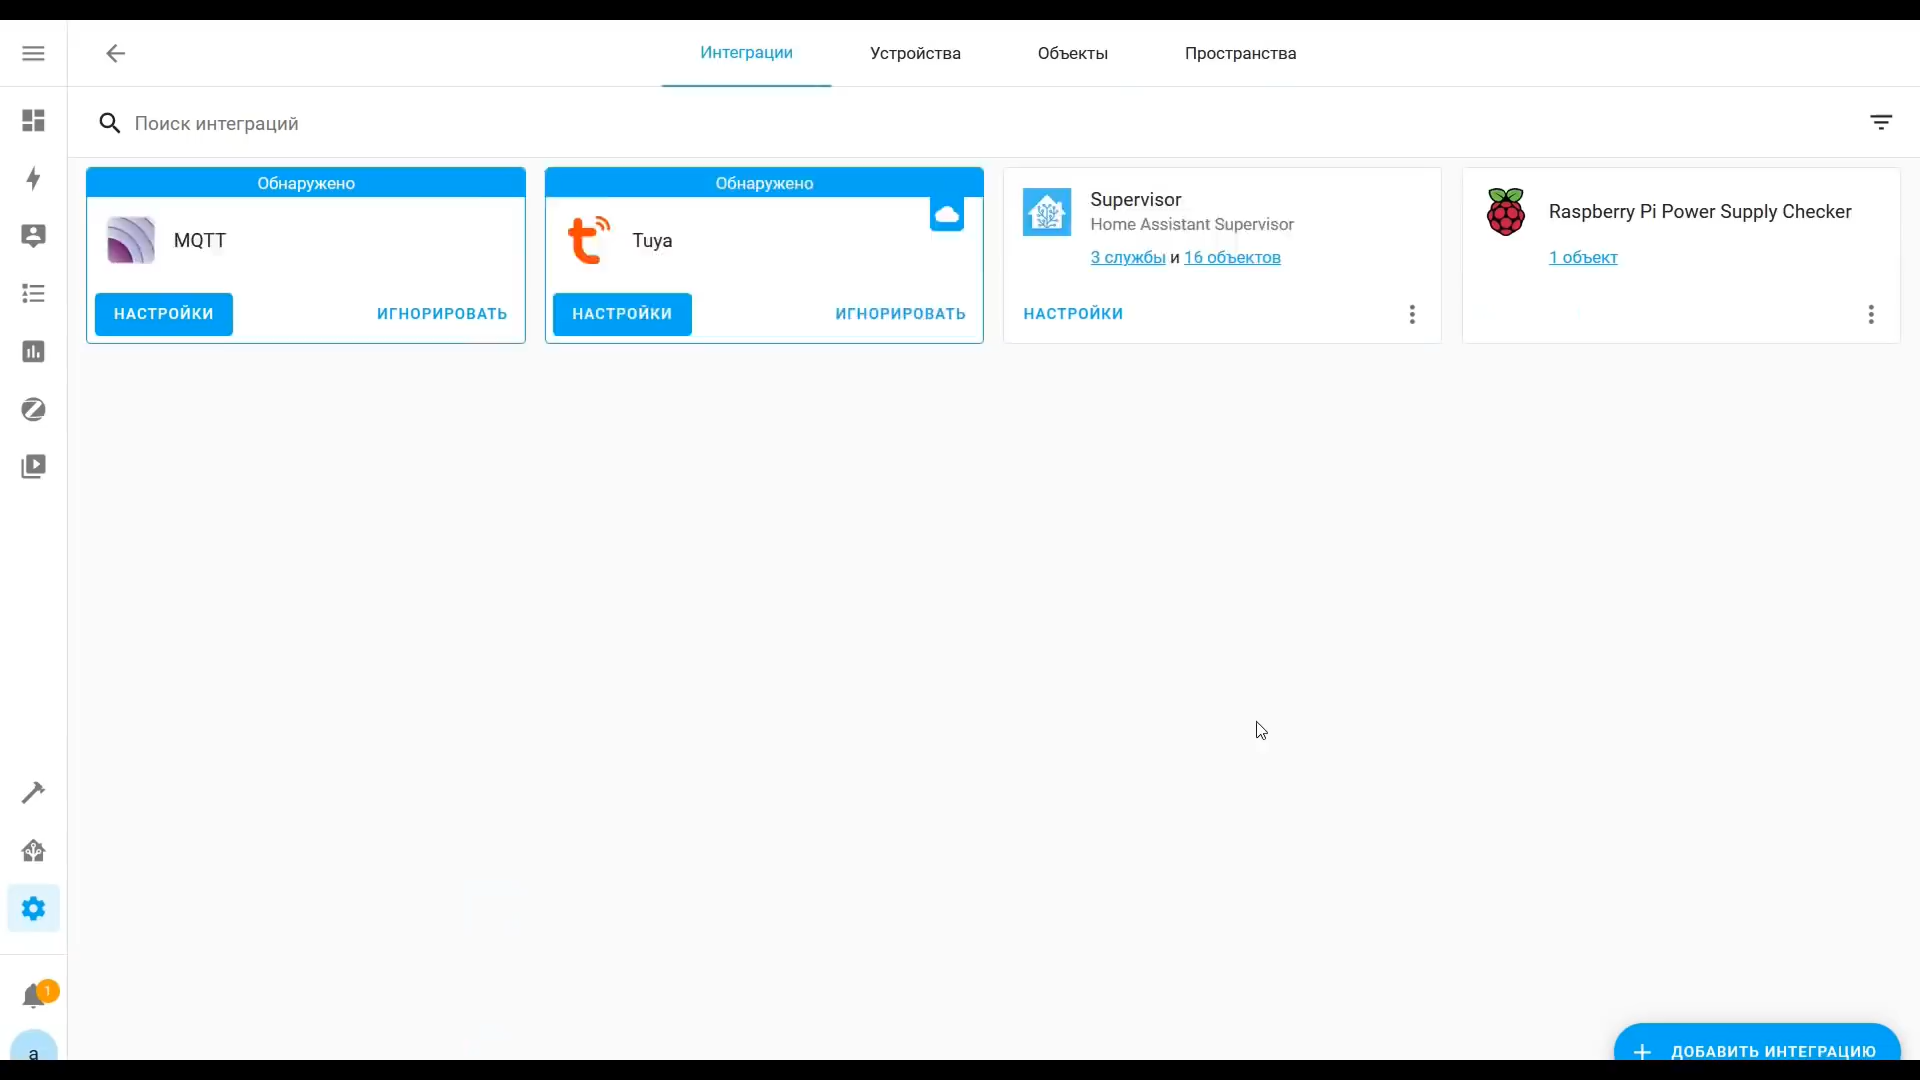 Интеграции
Устройства
Объекты
Пространства
Поиск интеграций
Обнаружено
MQTT
НАСТРОЙКИ
ИГНОРИРОВАТЬ
Обнаружено
Tuya
НАСТРОЙКИ
ИГНОРИРОВАТЬ
Supervisor
Home Assistant Supervisor
3 службы и 16 объектов
НАСТРОЙКИ
Raspberry Pi Power Supply Checker
1 объект
1
a
ДОБАВИТЬ ИНТЕГРАЦИЮ